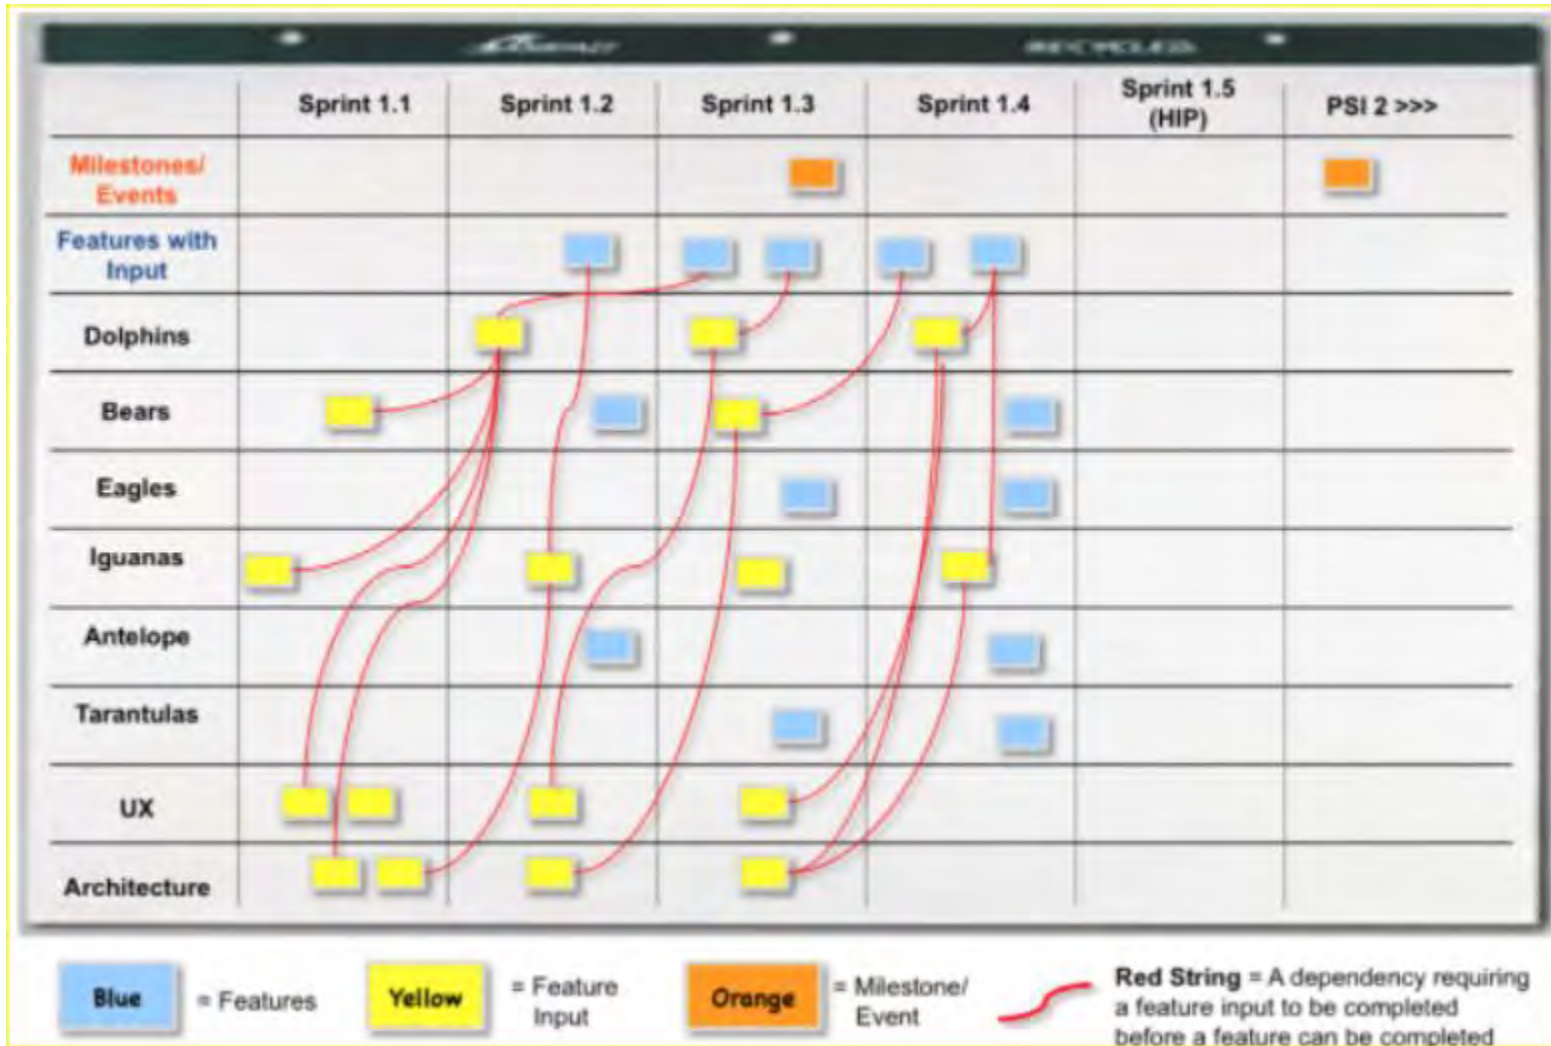 RECYCLED
Sprint 1.1
Sprint 1.2
Sprint 1.3
Sprint 1.4
Sprint 1.5
(HIP)
PSI 2 >>>
Milestones/
Events
Features with
Input
Dolphins
Bears
Eagles
Iguanas
Antelope
Tarantulas
UX
Architecture
Blue
= Features
Yellow
= Feature
Input
Orange
= Milestone/
Event
Red String = A dependency requiring
a feature input to be completed
before a feature can be completed